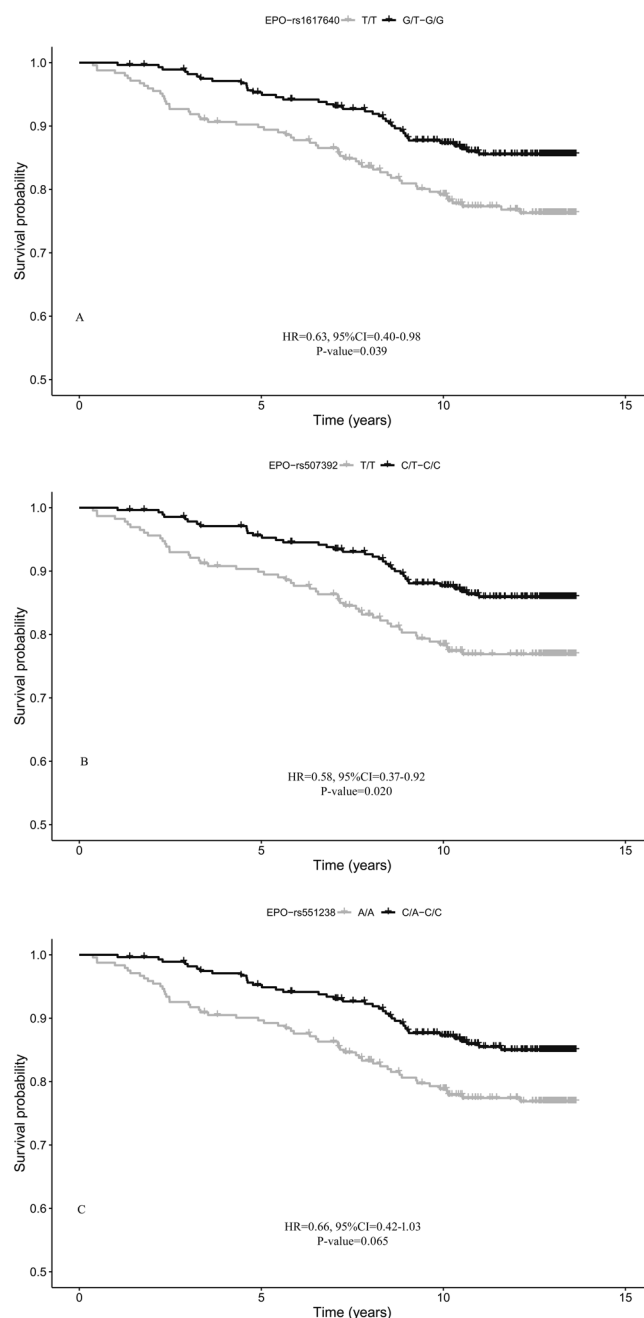 EPO−rs1617640 T/T G/T−G/G
1.0
0.9
0.8
0.7
0.6
0.5
Survival probability
A
HR=0.63, 95%CI=0.40-0.98
P-value=0.039
0 5 10 15
Time (years)
EPO−rs507392 T/T C/T−C/C
1.0
0.9
0.8
0.7
0.6
0.5
Survival probability
B
HR=0.58, 95%CI=0.37-0.92
P-value=0.020
0 5 10 15
Time (years)
EPO−rs551238 A/A C/A−C/C
1.0
0.9
0.8
0.7
0.6
0.5
Survival probability
C
HR=0.66, 95%CI=0.42-1.03
P-value=0.065
0 5 10 15
Time (years)